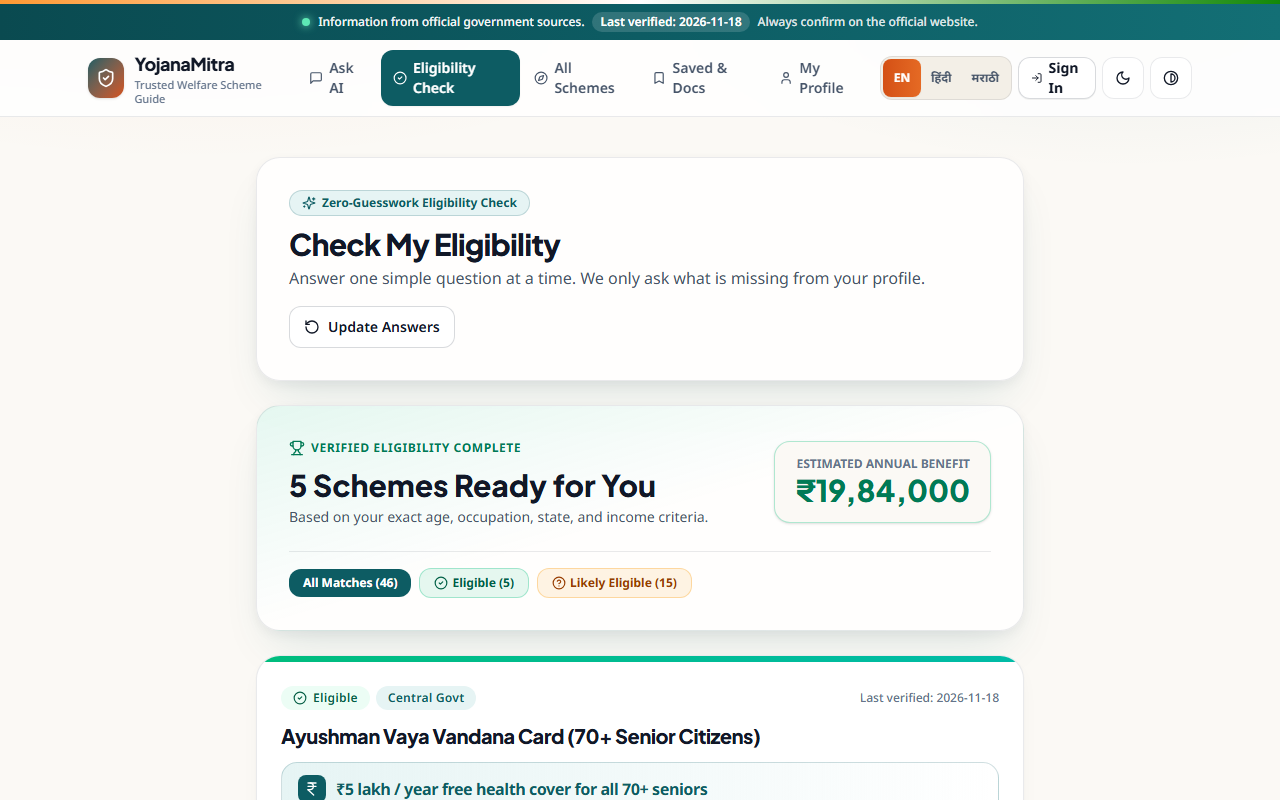 Information from official government sources. Last verified: 2026-11-18 Always confirm on the official website.
YojanaMitra
Trusted Welfare Scheme
Guide
Ask
AI
Eligibility
Check
All
Schemes
Saved &
Docs
My
Profile
EN हिंदी मराठी
Sign
In
Zero-Guesswork Eligibility Check
Check My Eligibility
Answer one simple question at a time. We only ask what is missing from your profile.
Update Answers
VERIFIED ELIGIBILITY COMPLETE
5 Schemes Ready for You
Based on your exact age, occupation, state, and income criteria.
ESTIMATED ANNUAL BENEFIT
₹19,84,000
All Matches (46) Eligible (5) Likely Eligible (15)
Eligible Central Govt Last verified: 2026-11-18
Ayushman Vaya Vandana Card (70+ Senior Citizens)
₹ ₹5 lakh / year free health cover for all 70+ seniors